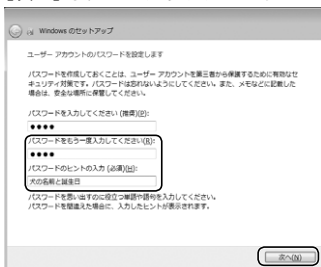 Windows のセットアップ
ユーザー アカウントのパスワードを設定します
パスワードを作成しておくことは、ユーザー アカウントを第三者から保護するために有効なセ
キュリティ対策です。パスワードは忘れないようにしてください。また、メモなどに記載した
場合は、安全な場所に保管してください。
パスワードを入力してください (推奨)(P):
●●●●
パスワードをもう一度入力してください(R):
●●●●
パスワードのヒントの入力 (必須)(H):
犬の名前と誕生日
パスワードを思い出すのに役立つ単語や語句を入力してください。
パスワードを間違えた場合に、入力したヒントが表示されます。
次へ(N)